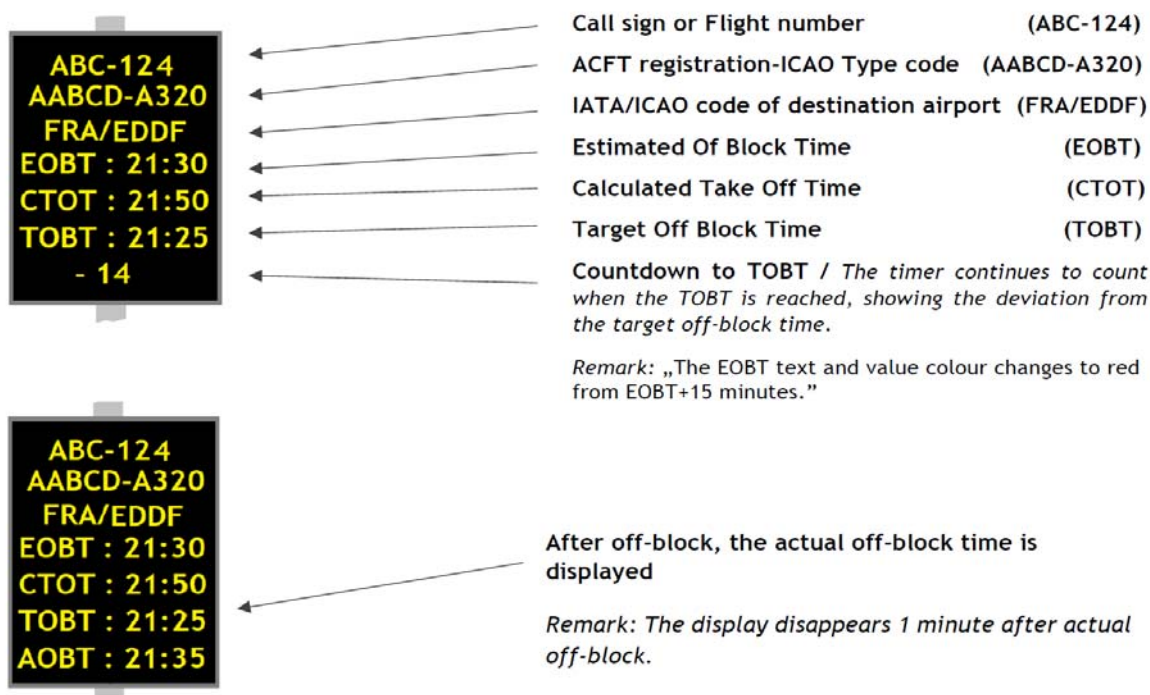 ABC-124
AABCD-A320
FRA/EDDF
EOBT : 21:30
CTOT : 21:50
TOBT : 21:25
- 14
Call sign or Flight number (ABC-124)
ACFT registration-ICAO Type code (AABCD-A320)
IATA/ICAO code of destination airport (FRA/EDDF)
Estimated Of Block Time (EOBT)
Calculated Take Off Time (CTOT)
Target Off Block Time (TOBT)
Countdown to TOBT / The timer continues to count
when the TOBT is reached, showing the deviation from
the target off-block time.
Remark: „The EOBT text and value colour changes to red
from EOBT+15 minutes.”
ABC-124
AABCD-A320
FRA/EDDF
EOBT : 21:30
CTOT : 21:50
TOBT : 21:25
AOBT : 21:35
After off-block, the actual off-block time is
displayed
Remark: The display disappears 1 minute after actual
off-block.